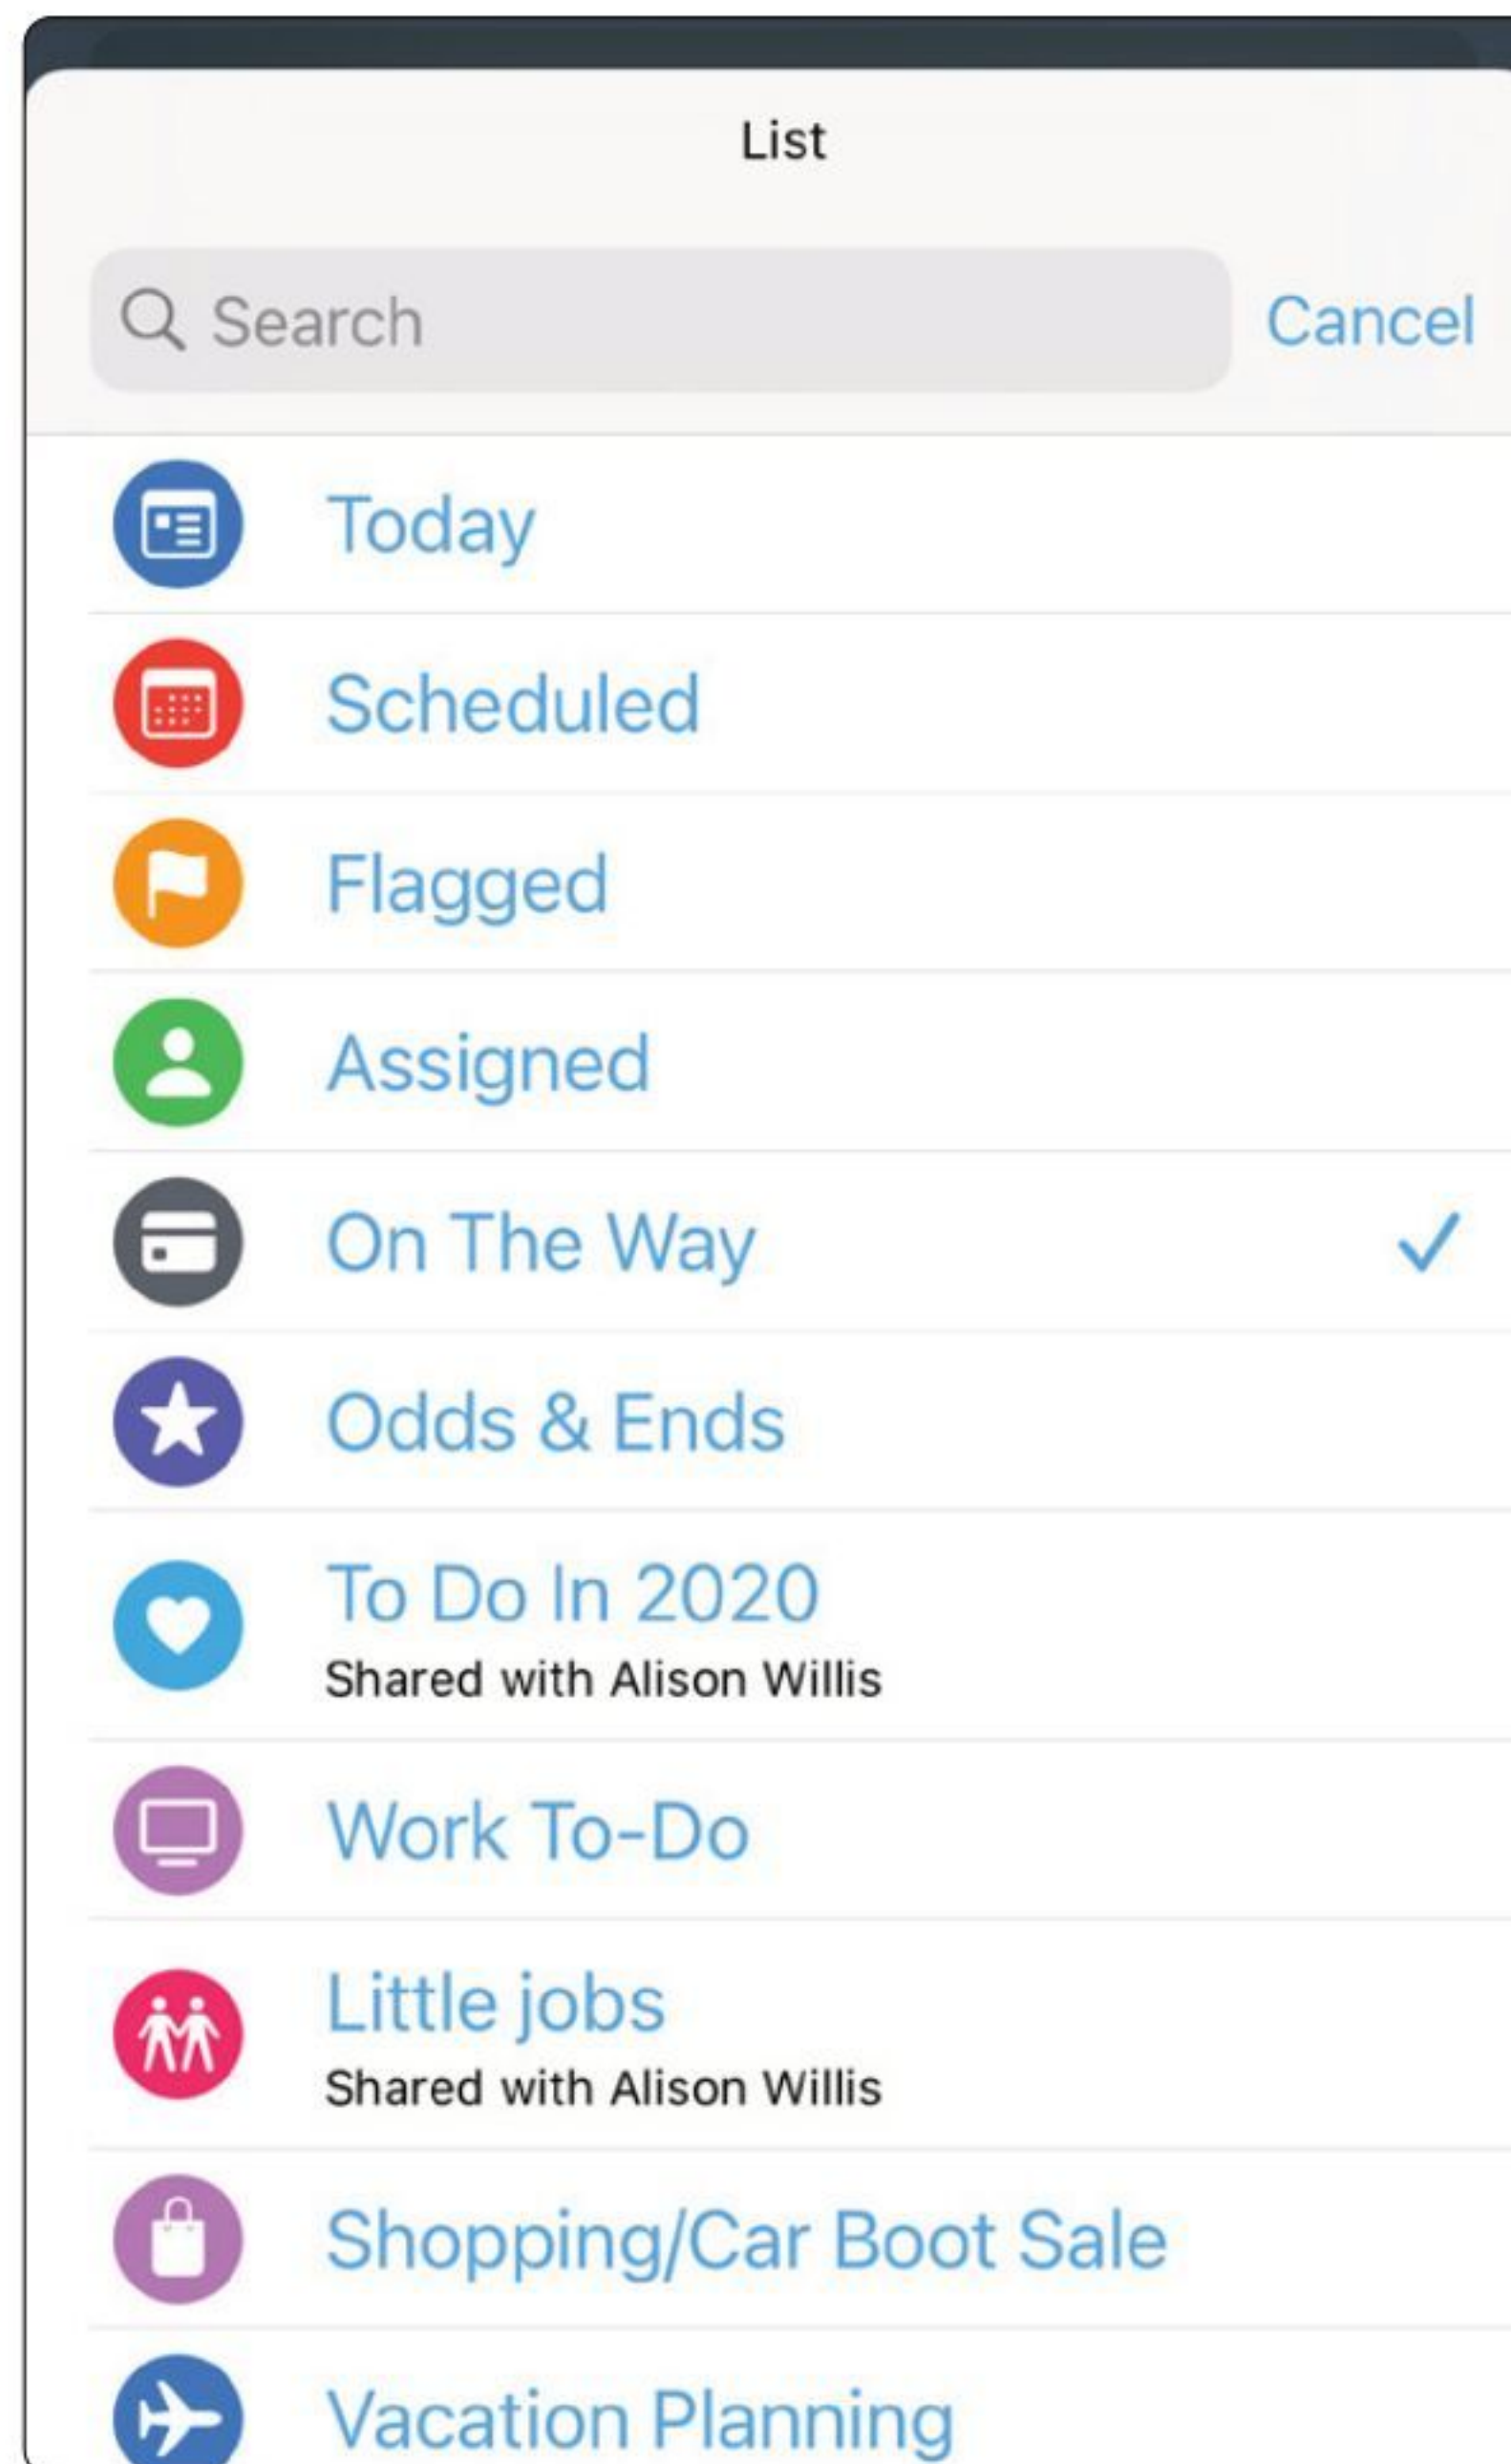 List
Search
Cancel
Today
Scheduled
Flagged
Assigned
On The Way
Odds & Ends
To Do In 2020
Shared with Alison Willis
Work To-Do
Little jobs
Shared with Alison Willis
Shopping/Car Boot Sale
Vacation Planning